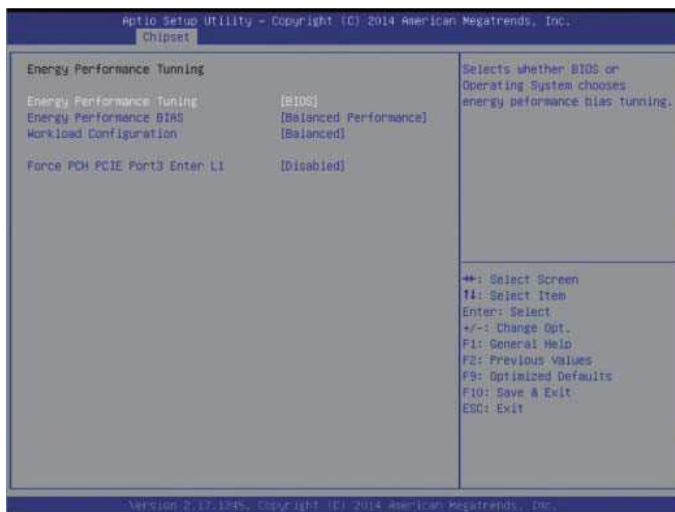 Aptio Setup Utility - Copyright (C) 2014 American Megatrends, Inc.
Chipset
Energy Performance Tunning
Energy Performance Tuning [BIOS]
Energy Performance BIAS [Balanced Performance]
Workload Configuration [Balanced]
Force PCH PCIE Port3 Enter L1 [Disabled]
Selects whether BIOS or
Operating System chooses
energy peformance bias tunning.
→←: Select Screen
↑↓: Select Item
Enter: Select
+/-: Change Opt.
F1: General Help
F2: Previous Values
F9: Optimized Defaults
F10: Save & Exit
ESC: Exit
Version 2.17.1245. Copyright (C) 2014 American Megatrends, Inc.